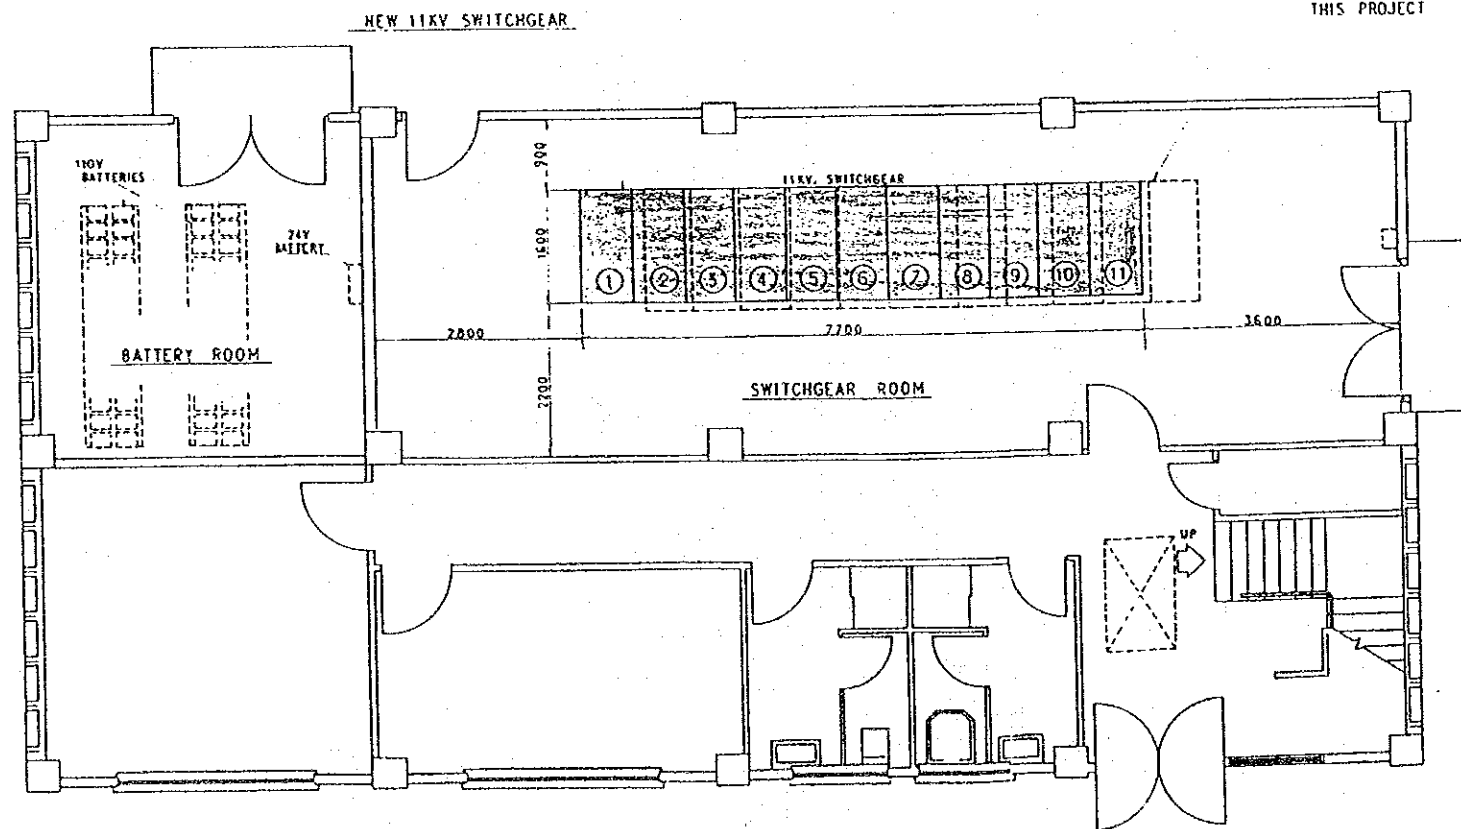 NEW 11KV SWITCHGEAR
THIS PROJECT
110V
BATTERIES
24V
BATTERY
BATTERY ROOM
900
1600
2200
11KV. SWITCHGEAR
1 2 3 4 5 6 7 8 9 10 11
2800 7700 3600
SWITCHGEAR ROOM
UP